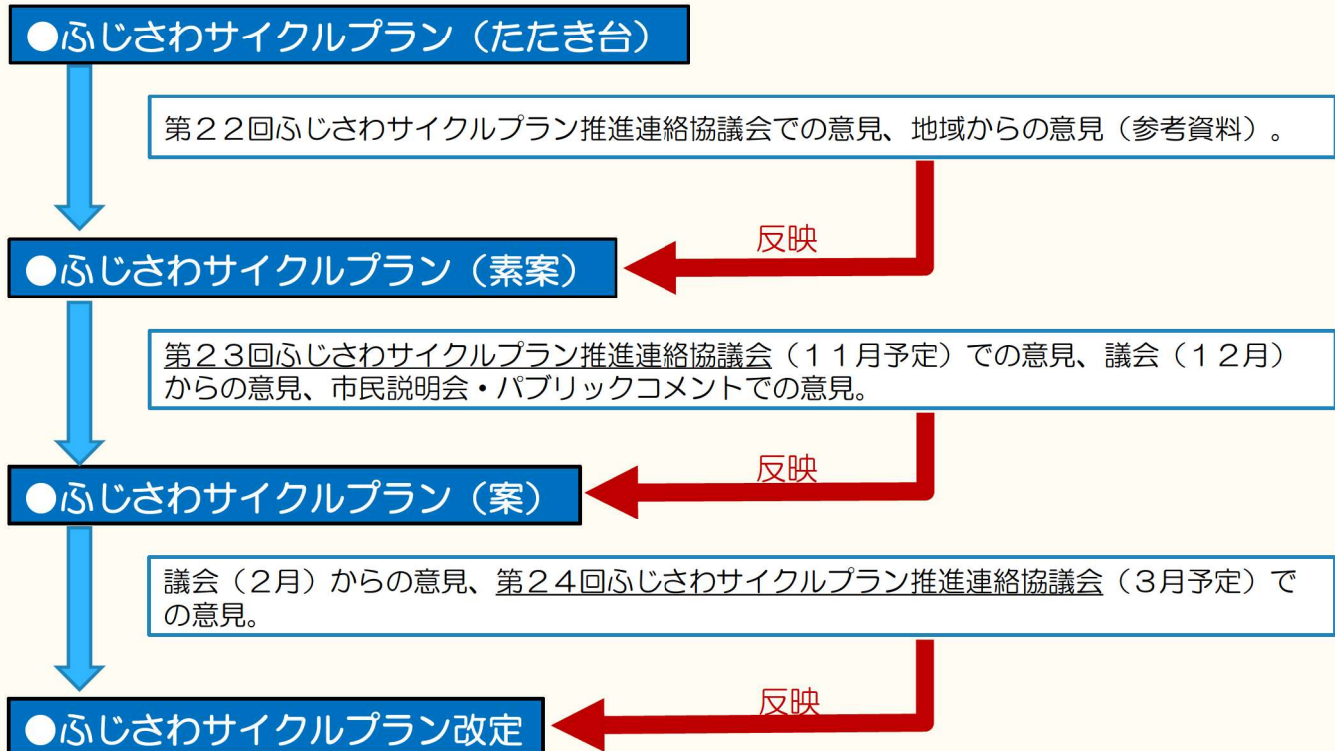 ●ふじさわサイクルプラン（たたき台）
第２２回ふじさわサイクルプラン推進連絡協議会での意見、地域からの意見（参考資料）。
反映
●ふじさわサイクルプラン（素案）
第２３回ふじさわサイクルプラン推進連絡協議会（１１月予定）での意見、議会（１２月）
からの意見、市民説明会・パブリックコメントでの意見。
反映
●ふじさわサイクルプラン（案）
議会（２月）からの意見、第２４回ふじさわサイクルプラン推進連絡協議会（３月予定）で
の意見。
反映
●ふじさわサイクルプラン改定